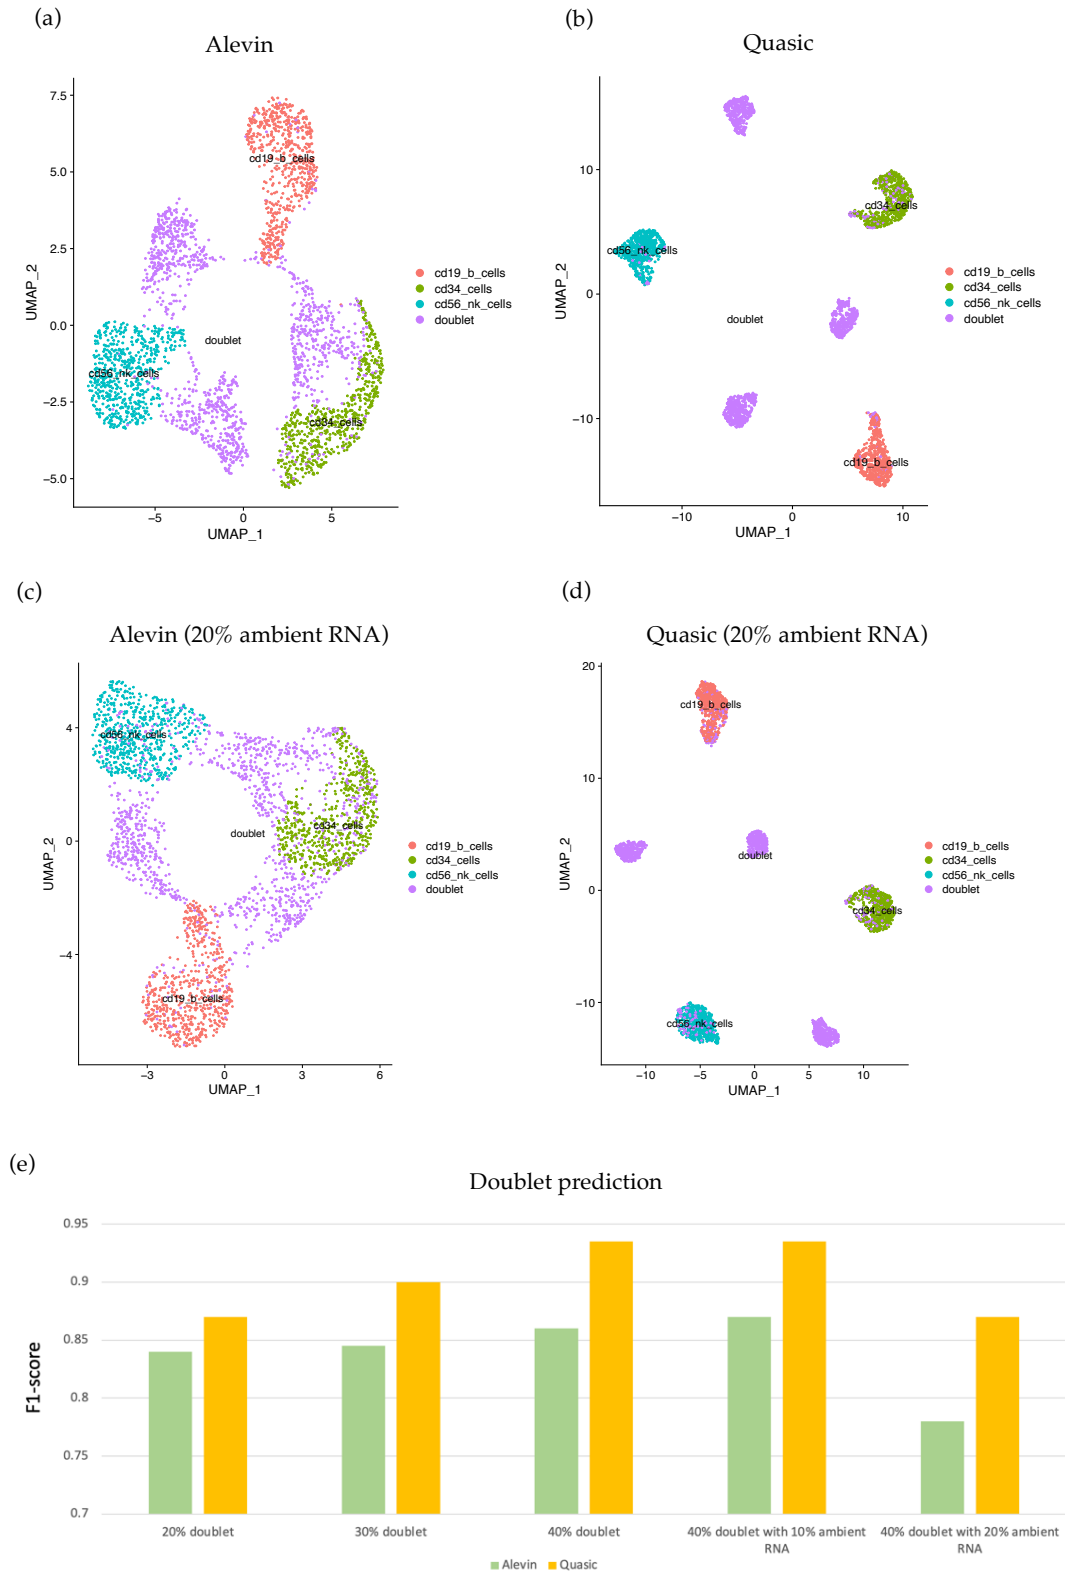 (a)
Alevin
7.5
5.0
2.5
0.0
−2.5
−5.0
UMAP_2
−5
0
5
UMAP_1
cd19_b_cells
doublet
cd56_nk_cells
cd34_cells
cd19_b_cells
cd34_cells
cd56_nk_cells
doublet
(b)
Quasic
10
0
−10
UMAP_2
−10
0
10
UMAP_1
cd34_cells
cd56_nk_cells
doublet
cd19_b_cells
cd19_b_cells
cd34_cells
cd56_nk_cells
doublet
(c)
Alevin (20% ambient RNA)
4
0
−4
UMAP_2
−3
0
3
6
UMAP_1
cd56_nk_cells
cd34_cells
doublet
cd19_b_cells
cd19_b_cells
cd34_cells
cd56_nk_cells
doublet
(d)
Quasic (20% ambient RNA)
20
10
0
−10
UMAP_2
−10
−5
0
5
10
UMAP_1
cd19_b_cells
doublet
cd34_cells
cd56_nk_cells
cd19_b_cells
cd34_cells
cd56_nk_cells
doublet
(e)
Doublet prediction
0.95
0.9
0.85
0.8
0.75
0.7
F1-score
20% doublet
30% doublet
40% doublet
40% doublet with 10% ambient
RNA
40% doublet with 20% ambient
RNA
Alevin
Quasic